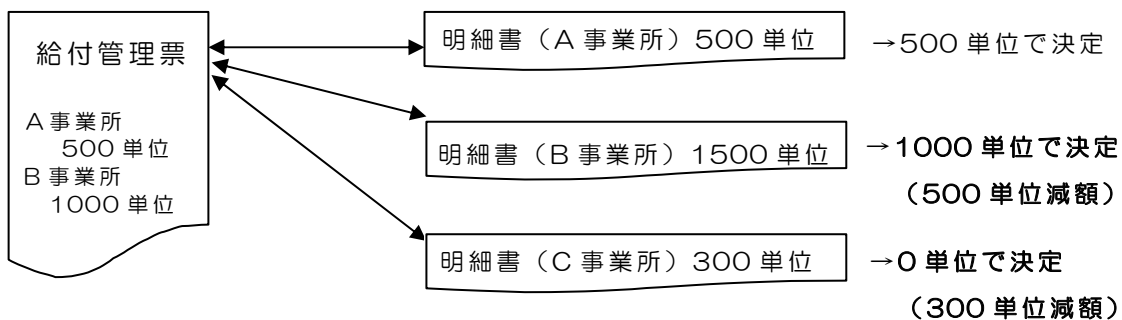 給付管理票
A事業所
500単位
B事業所
1000単位
明細書（A事業所）500単位
→500単位で決定
明細書（B事業所）1500単位
→1000単位で決定
（500単位減額）
明細書（C事業所）300単位
→0単位で決定
（300単位減額）